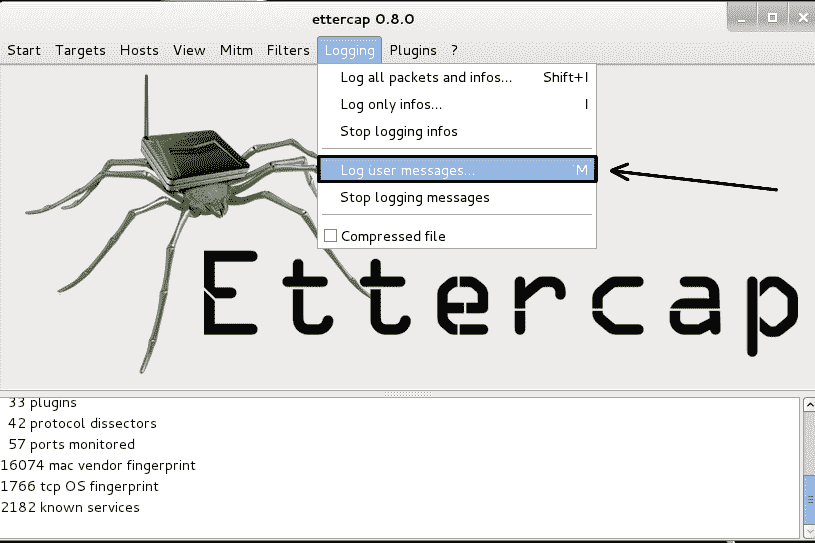 ettercap 0.8.0
Start Targets Hosts View Mitm Filters Logging Plugins ?
Log all packets and infos... Shift+I
Log only infos... I
Stop logging infos
Log user messages... M
Stop logging messages
Compressed file
Ettercap
33 plugins
42 protocol dissectors
57 ports monitored
16074 mac vendor fingerprint
1766 tcp OS fingerprint
2182 known services